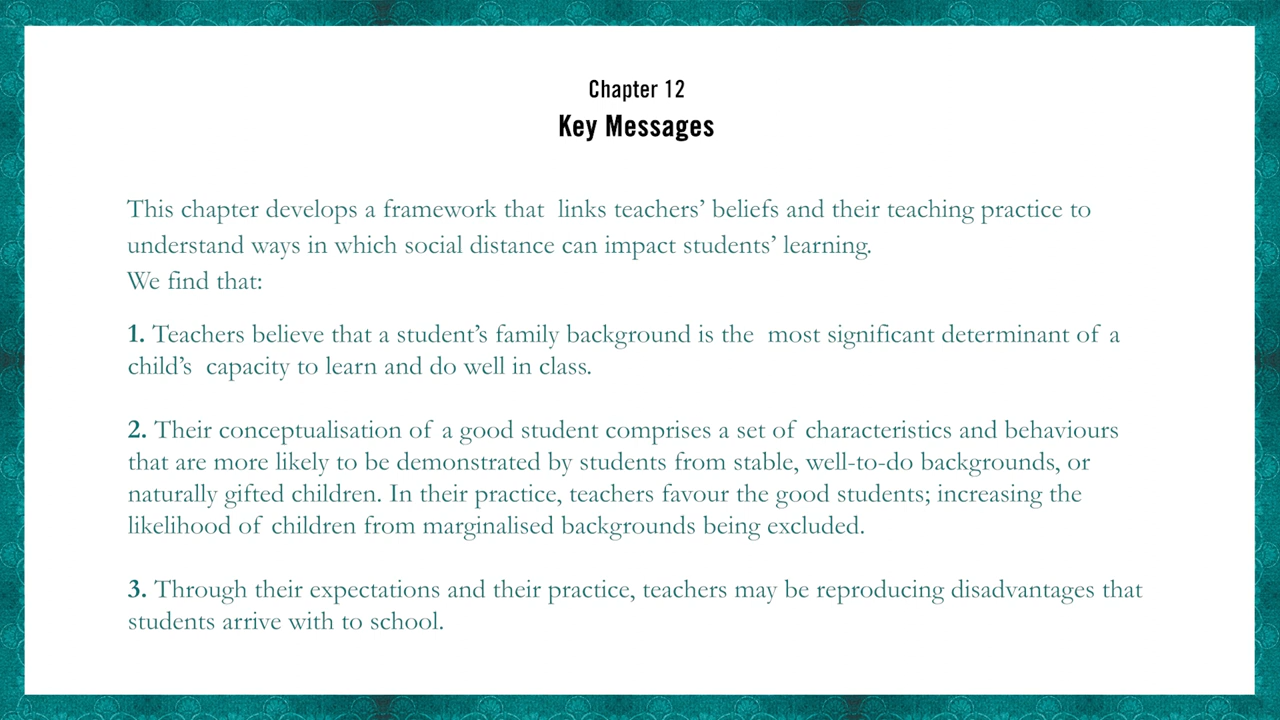 Chapter 12
Key Messages
This chapter develops a framework that links teachers’ beliefs and their teaching practice to
understand ways in which social distance can impact students’ learning.
We find that:
1. Teachers believe that a student’s family background is the most significant determinant of a
child’s capacity to learn and do well in class.
2. Their conceptualisation of a good student comprises a set of characteristics and behaviours
that are more likely to be demonstrated by students from stable, well-to-do backgrounds, or
naturally gifted children. In their practice, teachers favour the good students; increasing the
likelihood of children from marginalised backgrounds being excluded.
3. Through their expectations and their practice, teachers may be reproducing disadvantages that
students arrive with to school.